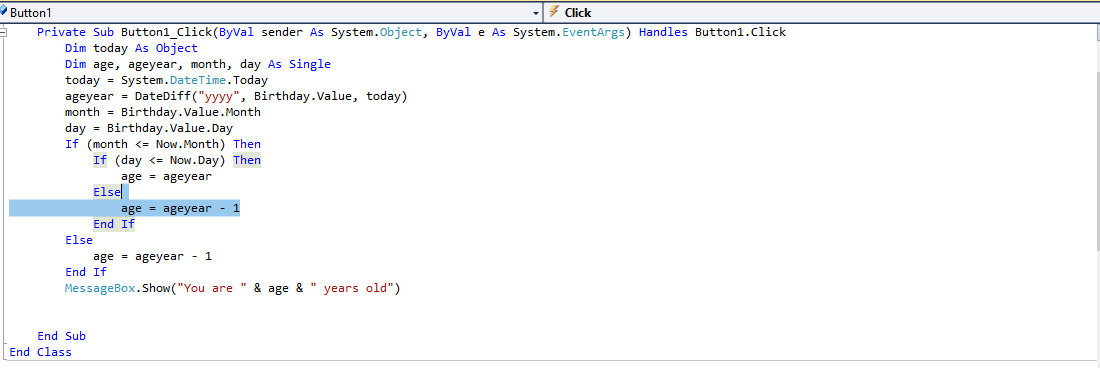 Button1 Click
Private Sub Button1_Click(ByVal sender As System.Object, ByVal e As System.EventArgs) Handles Button1.Click
Dim today As Object
Dim age, ageyear, month, day As Single
today = System.DateTime.Today
ageyear = DateDiff("yyyy", Birthday.Value, today)
month = Birthday.Value.Month
day = Birthday.Value.Day
If (month <= Now.Month) Then
If (day <= Now.Day) Then
age = ageyear
Else
age = ageyear - 1
End If
Else
age = ageyear - 1
End If
MessageBox.Show("You are " & age & " years old")
End Sub
End Class